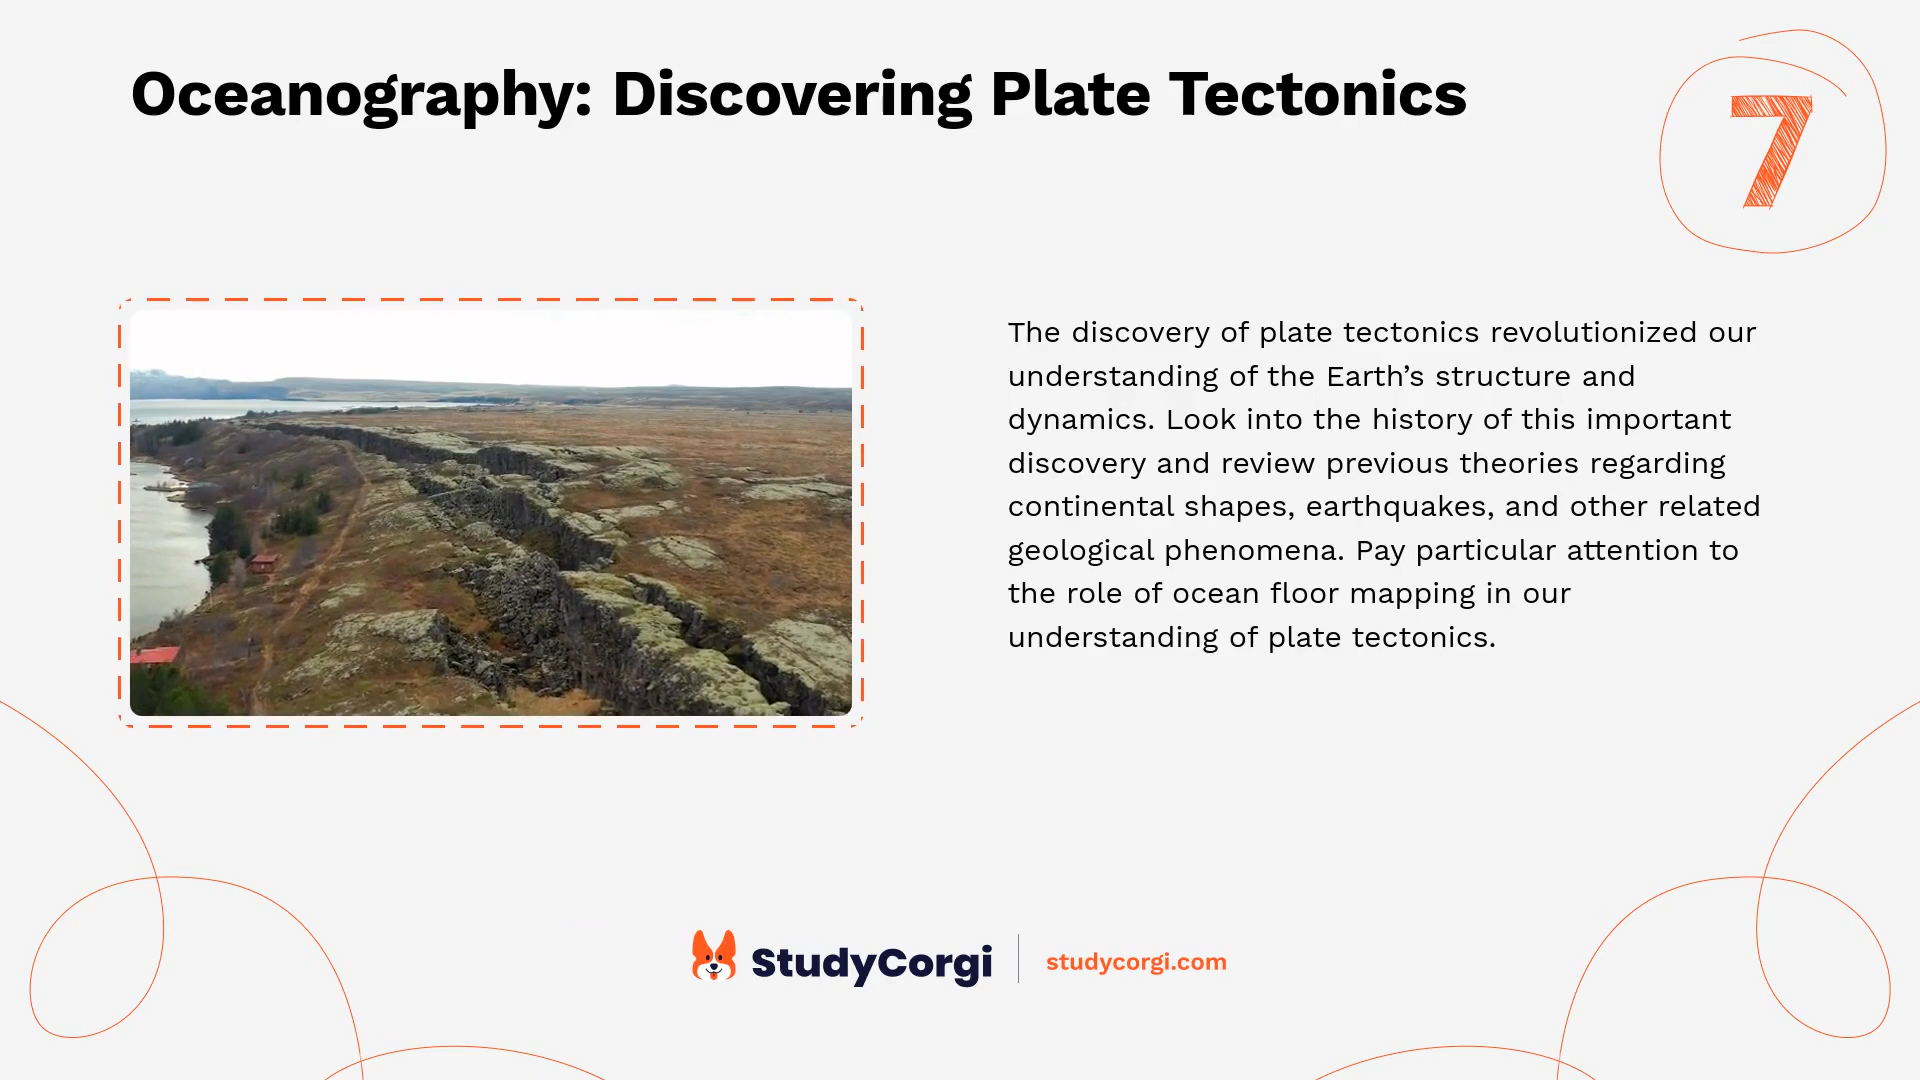 Oceanography: Discovering Plate Tectonics
7
The discovery of plate tectonics revolutionized our
understanding of the Earth’s structure and
dynamics. Look into the history of this important
discovery and review previous theories regarding
continental shapes, earthquakes, and other related
geological phenomena. Pay particular attention to
the role of ocean floor mapping in our
understanding of plate tectonics.
StudyCorgi
studycorgi.com